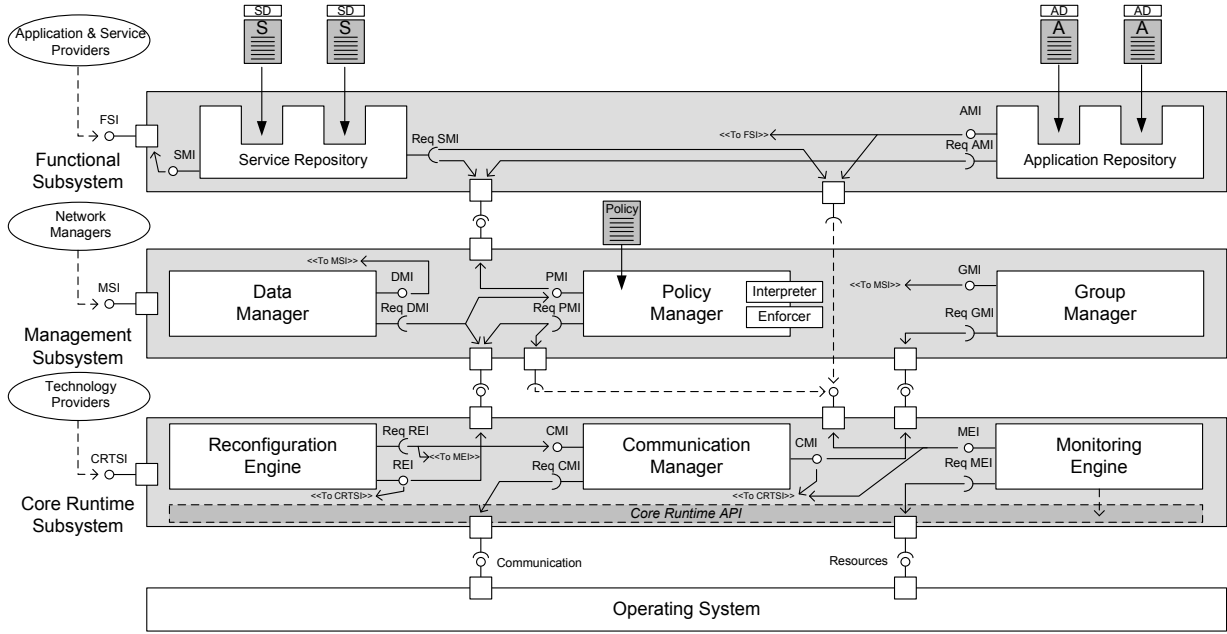 SD
SD
AD
AD
S
S
A
A
Application & Service
Providers
FSI
SMI
Functional
Subsystem
Service Repository
Req SMI
<<To FSI>>
AMI
Req AMI
Application Repository
Network
Managers
MSI
Management
Subsystem
Policy
<<To MSI>>
DMI
Data
Manager
Req DMI
PMI
Req PMI
Policy
Manager
Interpreter
Enforcer
<<To MSI>>
GMI
Req GMI
Group
Manager
Technology
Providers
CRTSI
Core Runtime
Subsystem
Reconfiguration
Engine
Req REI
<<To MEI>>
REI
<<To CRTSI>>
CMI
Req CMI
Communication
Manager
CMI
<<To CRTSI>>
MEI
Req MEI
Monitoring
Engine
Core Runtime API
Communication
Resources
Operating System